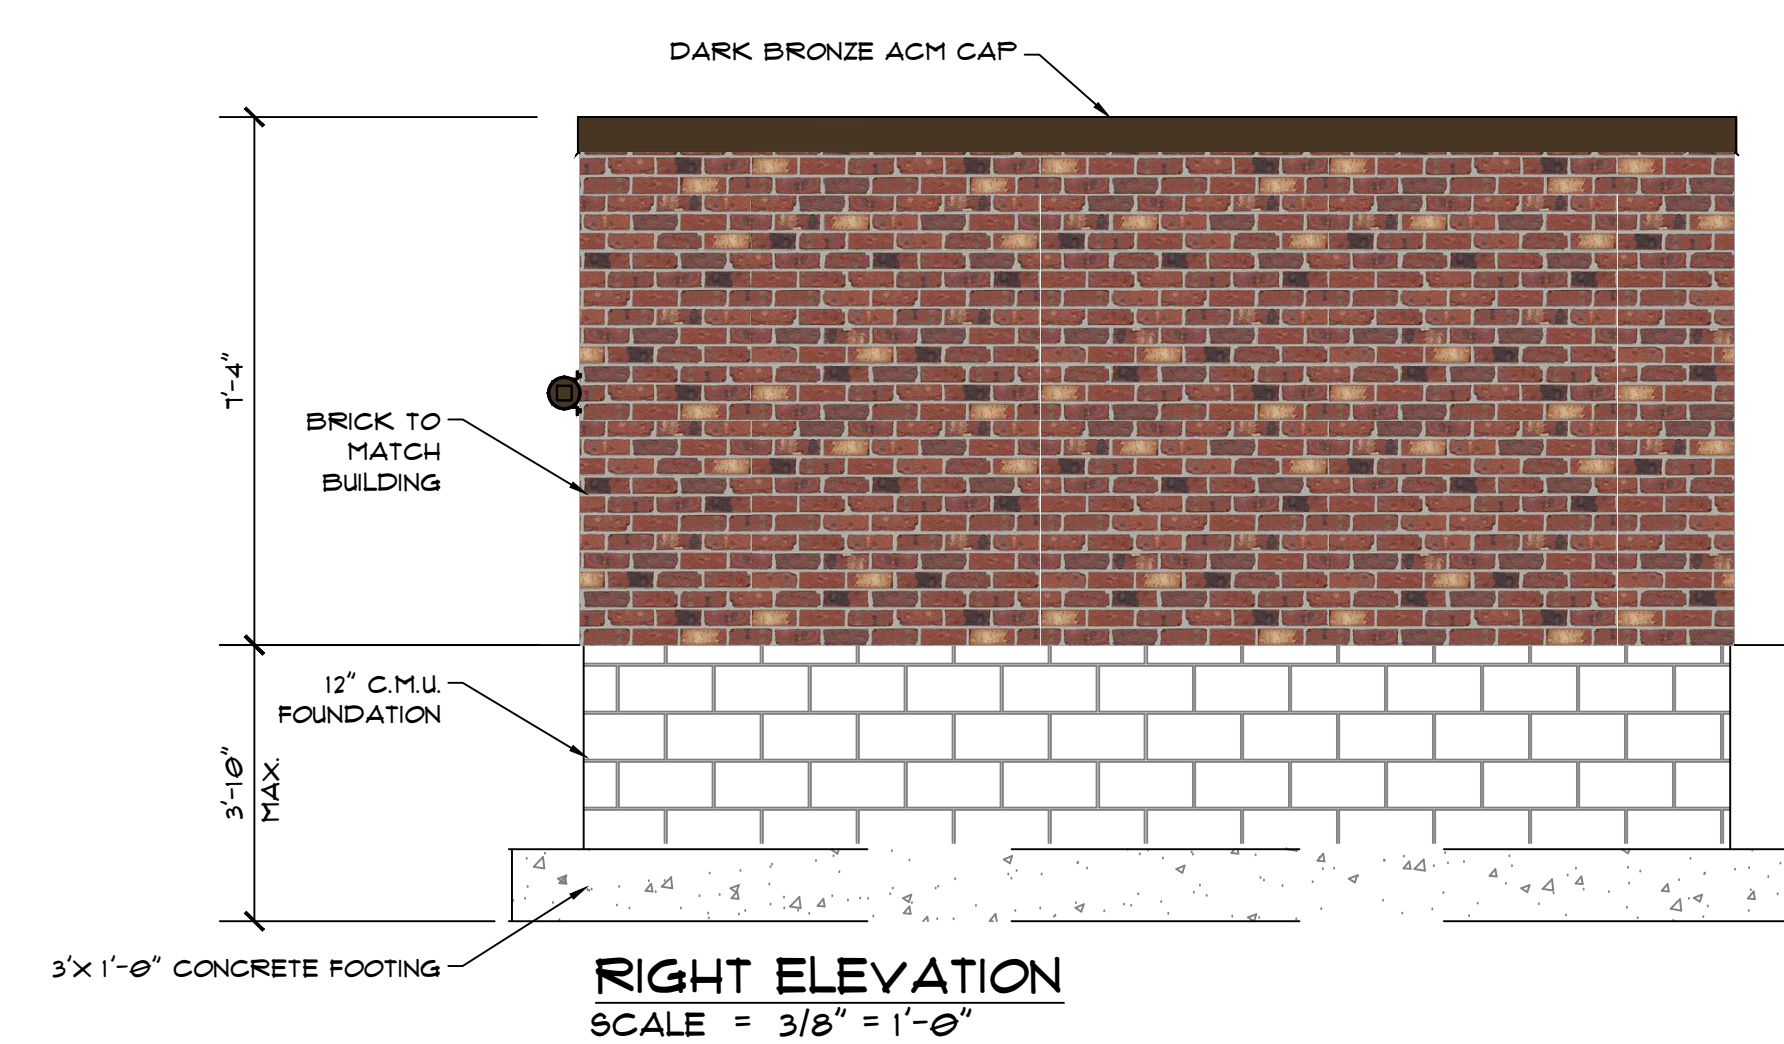 DARK BRONZE ACM CAP
7'-4"
BRICK TO
MATCH
BUILDING
12" C.M.U.
FOUNDATION
3'-10"
MAX.
3'X 1'-0" CONCRETE FOOTING
RIGHT ELEVATION
SCALE = 3/8" = 1'-0"